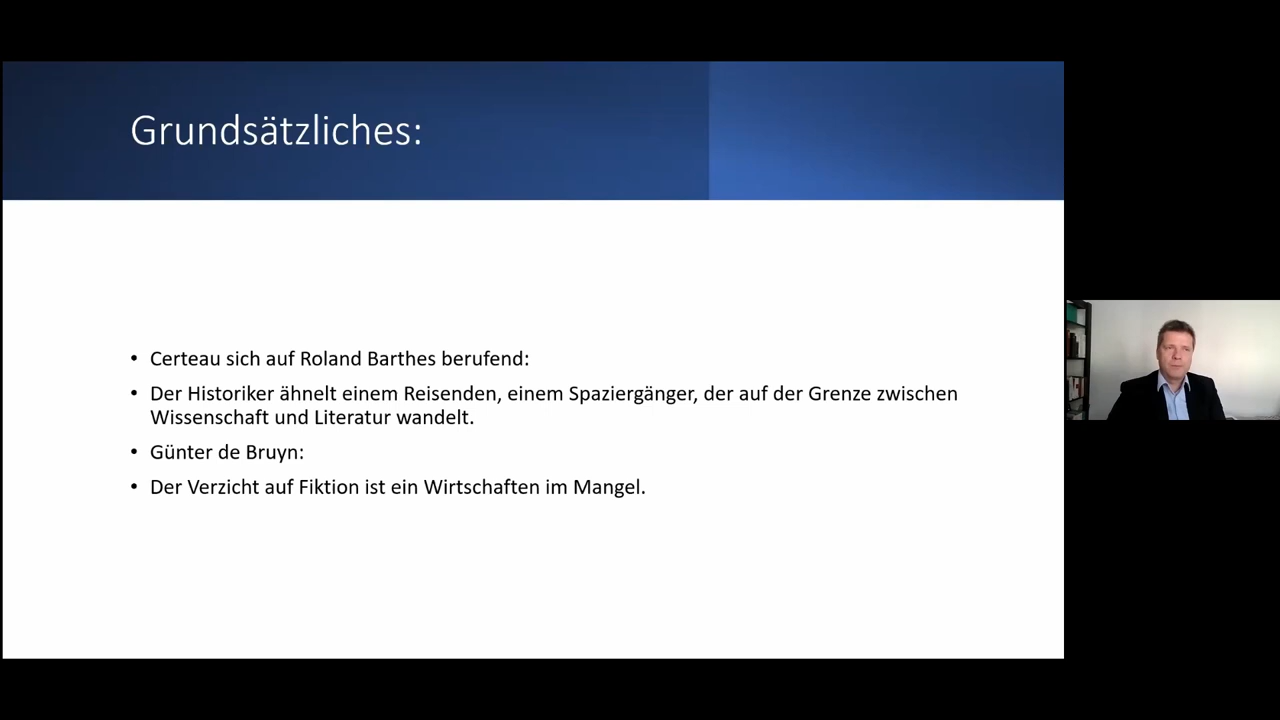 Grundsätzliches:
• Certeau sich auf Roland Barthes berufend:
• Der Historiker ähnelt einem Reisenden, einem Spaziergänger, der auf der Grenze zwischen
Wissenschaft und Literatur wandelt.
• Günter de Bruyn:
• Der Verzicht auf Fiktion ist ein Wirtschaften im Mangel.